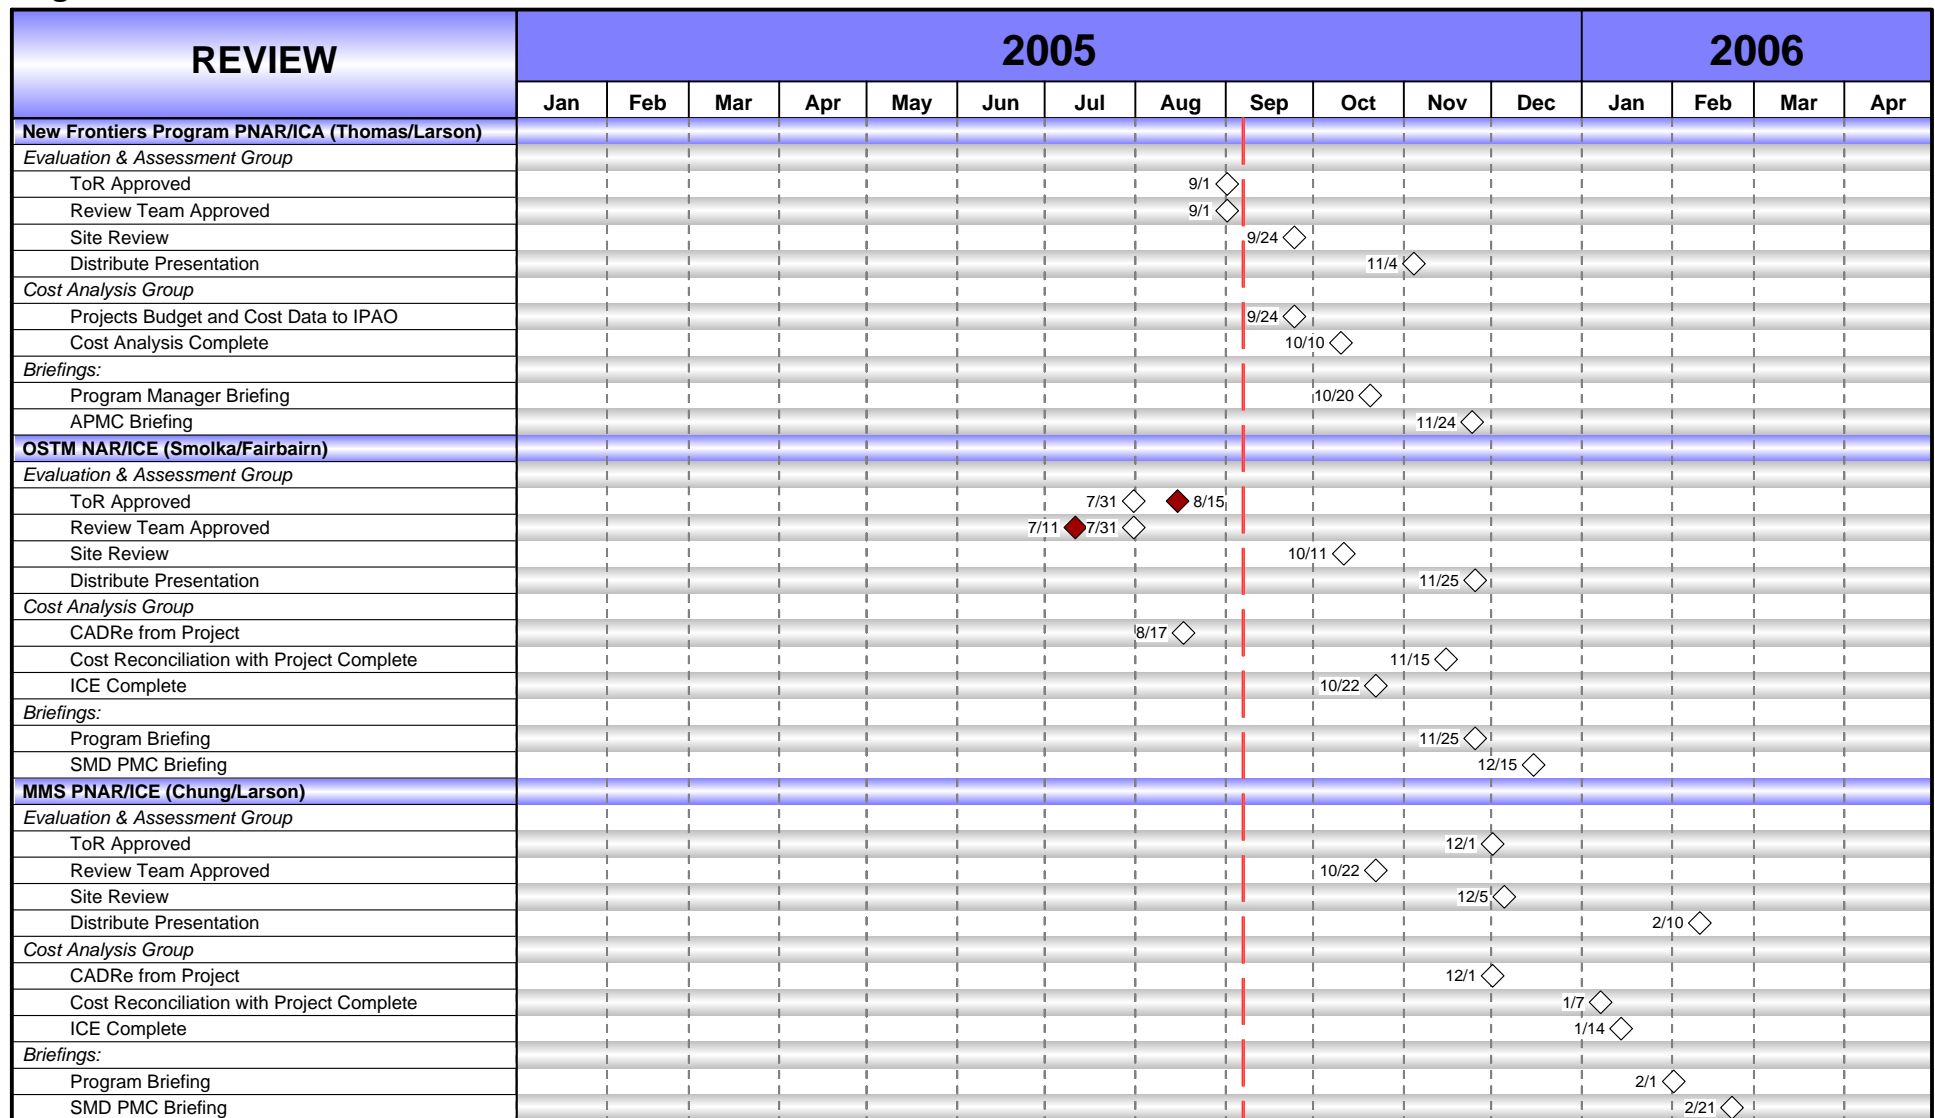 REVIEW
2005 2006
Jan Feb Mar Apr May Jun Jul Aug Sep Oct Nov Dec Jan Feb Mar Apr
New Frontiers Program PNAR/ICA (Thomas/Larson)
Evaluation & Assessment Group
ToR Approved 9/1
Review Team Approved 9/1
Site Review 9/24
Distribute Presentation 11/4
Cost Analysis Group
Projects Budget and Cost Data to IPAO 9/24
Cost Analysis Complete 10/10
Briefings:
Program Manager Briefing 10/20
APMC Briefing 11/24
OSTM NAR/ICE (Smolka/Fairbairn)
Evaluation & Assessment Group
ToR Approved 7/31 8/15
Review Team Approved 7/11 7/31
Site Review 10/11
Distribute Presentation 11/25
Cost Analysis Group
CADRe from Project 8/17
Cost Reconciliation with Project Complete 11/15
ICE Complete 10/22
Briefings:
Program Briefing 11/25
SMD PMC Briefing 12/15
MMS PNAR/ICE (Chung/Larson)
Evaluation & Assessment Group
ToR Approved 12/1
Review Team Approved 10/22
Site Review 12/5
Distribute Presentation 2/10
Cost Analysis Group
CADRe from Project 12/1
Cost Reconciliation with Project Complete 1/7
ICE Complete 1/14
Briefings:
Program Briefing 2/1
SMD PMC Briefing 2/21